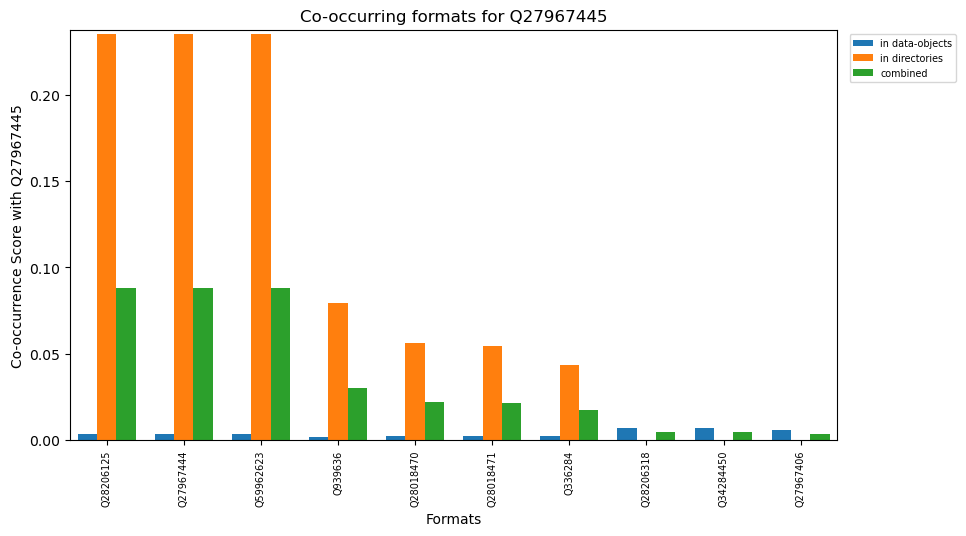 Co-occurring formats for Q27967445
Co-occurrence Score with Q27967445
0.20
0.15
0.10
0.05
0.00
Q28206125
Q27967444
Q59962623
Q939636
Q28018470
Q28018471
Q336284
Q28206318
Q34284450
Q27967406
Formats
in data-objects
in directories
combined